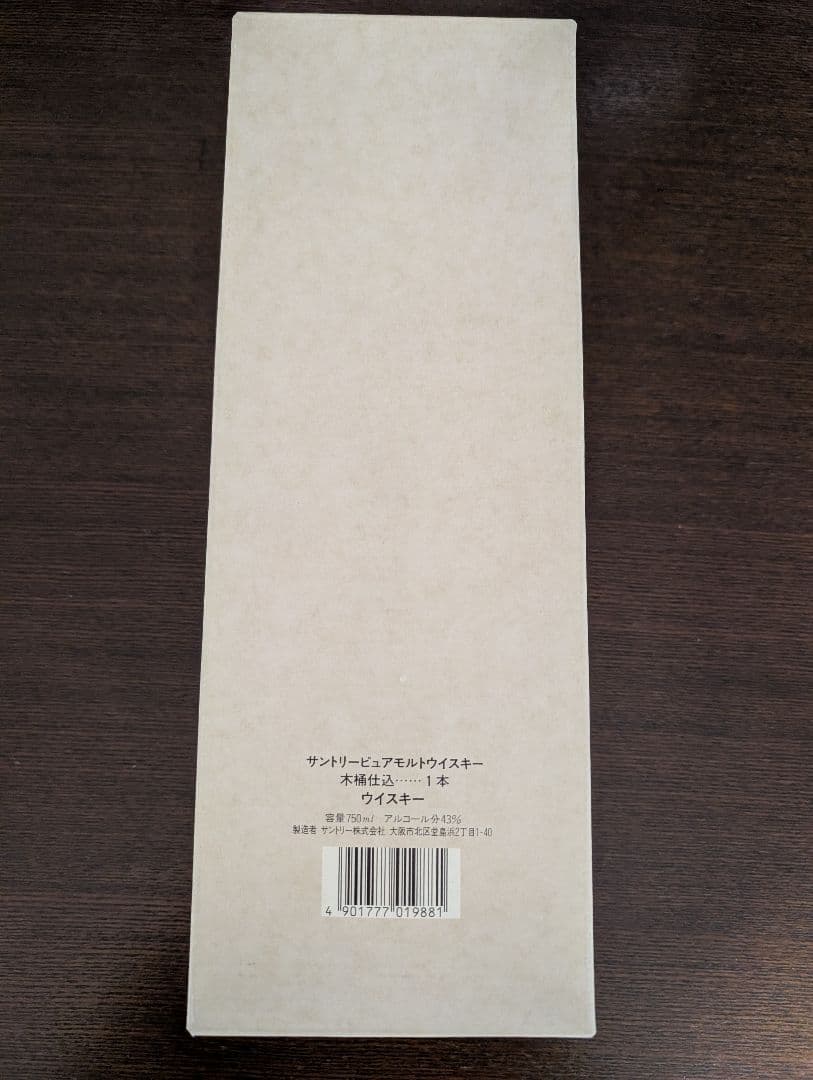 サントリーピュアモルトウイスキー
木桶仕込……1本
ウイスキー
容量750ml アルコール分43%
製造者 サントリー株式会社 大阪市北区堂島浜2丁目1-40
4 901777 019881